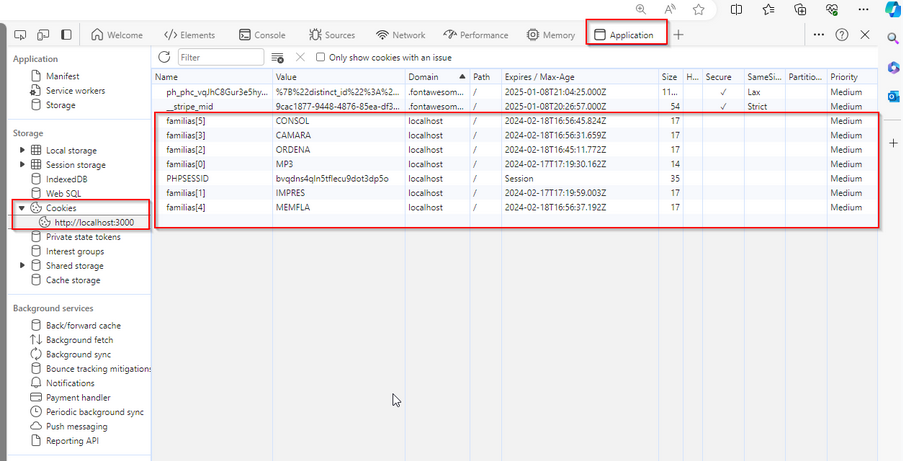 Welcome Elements Console Sources Network Performance Memory Application
Application
Manifest
Service workers
Storage
Storage
Local storage
Session storage
IndexedDB
Web SQL
Cookies
http://localhost:3000
Private state tokens
Interest groups
Shared storage
Cache storage
Background services
Back/forward cache
Background fetch
Background sync
Bounce tracking mitigations
Notifications
Payment handler
Periodic background sync
Push messaging
Reporting API
Filter Only show cookies with an issue
Name Value Domain Path Expires / Max-Age Size H... Secure SameSi... Partitio... Priority
ph_phc_vqJhC8Gur3e5hy... %7B%22distinct_id%22%3A%2... .fontawesom... / 2025-01-08T21:04:25.000Z 11... ✓ Lax Medium
__stripe_mid 9cac1877-9448-4876-85ea-df3... .fontawesom... / 2025-01-08T20:26:57.000Z 54 ✓ Strict Medium
familias[5] CONSOL localhost / 2024-02-18T16:56:45.824Z 17 Medium
familias[3] CAMARA localhost / 2024-02-18T16:56:31.659Z 17 Medium
familias[2] ORDENA localhost / 2024-02-18T16:45:11.772Z 17 Medium
familias[0] MP3 localhost / 2024-02-17T17:19:30.162Z 14 Medium
PHPSESSID bvqdns4qln5tflecu9dot3dp5o localhost / Session 35 Medium
familias[1] IMPRES localhost / 2024-02-17T17:19:59.003Z 17 Medium
familias[4] MEMFLA localhost / 2024-02-18T16:56:37.192Z 17 Medium